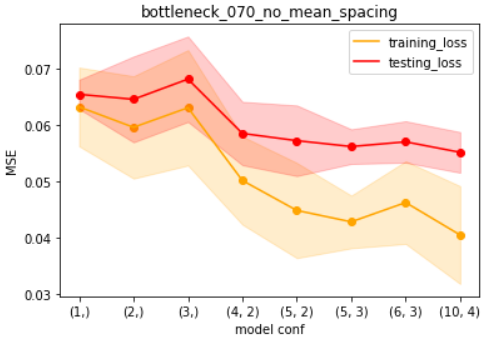 bottleneck_070_no_mean_spacing
training_loss
testing_loss
MSE
0.07
0.06
0.05
0.04
0.03
(1,) (2,) (3,) (4, 2) (5, 2) (5, 3) (6, 3) (10, 4)
model conf